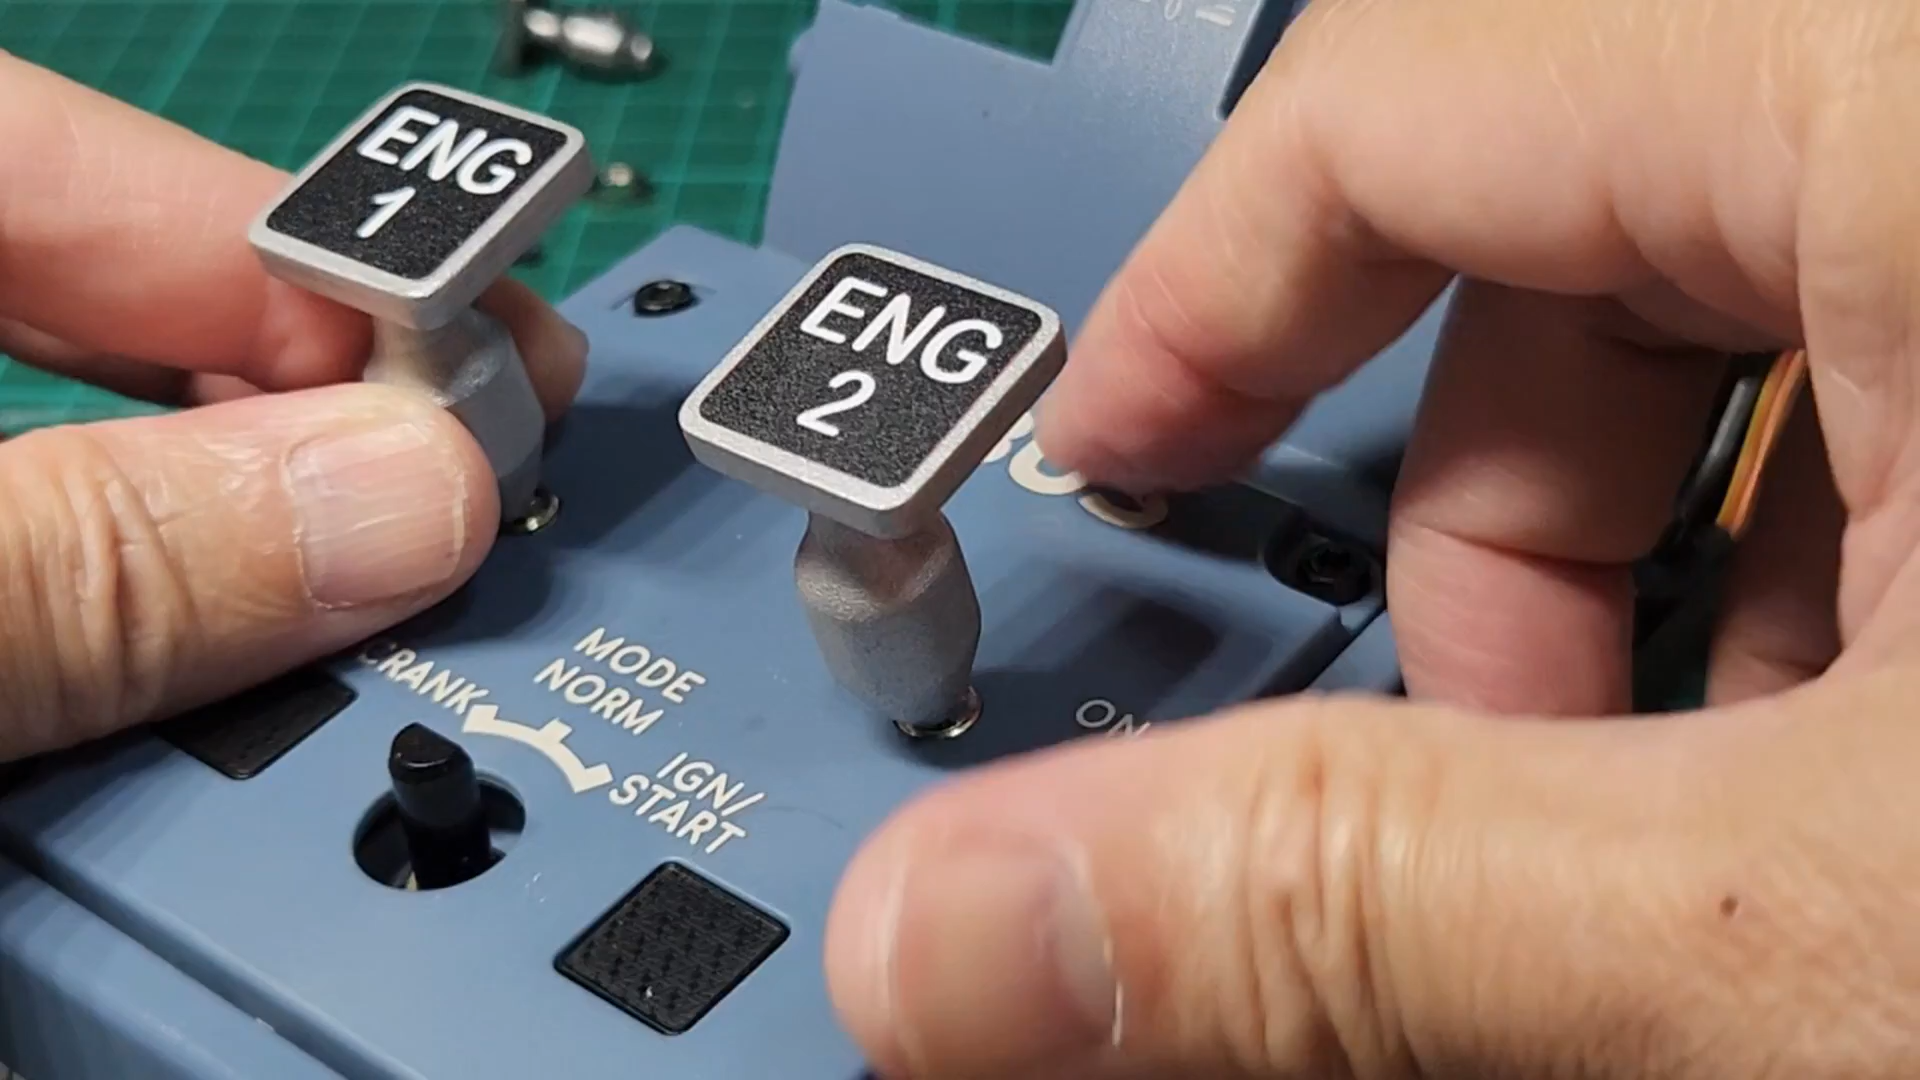 ENG
1
ENG
2
CRANK
MODE
NORM
IGN/
START
ON